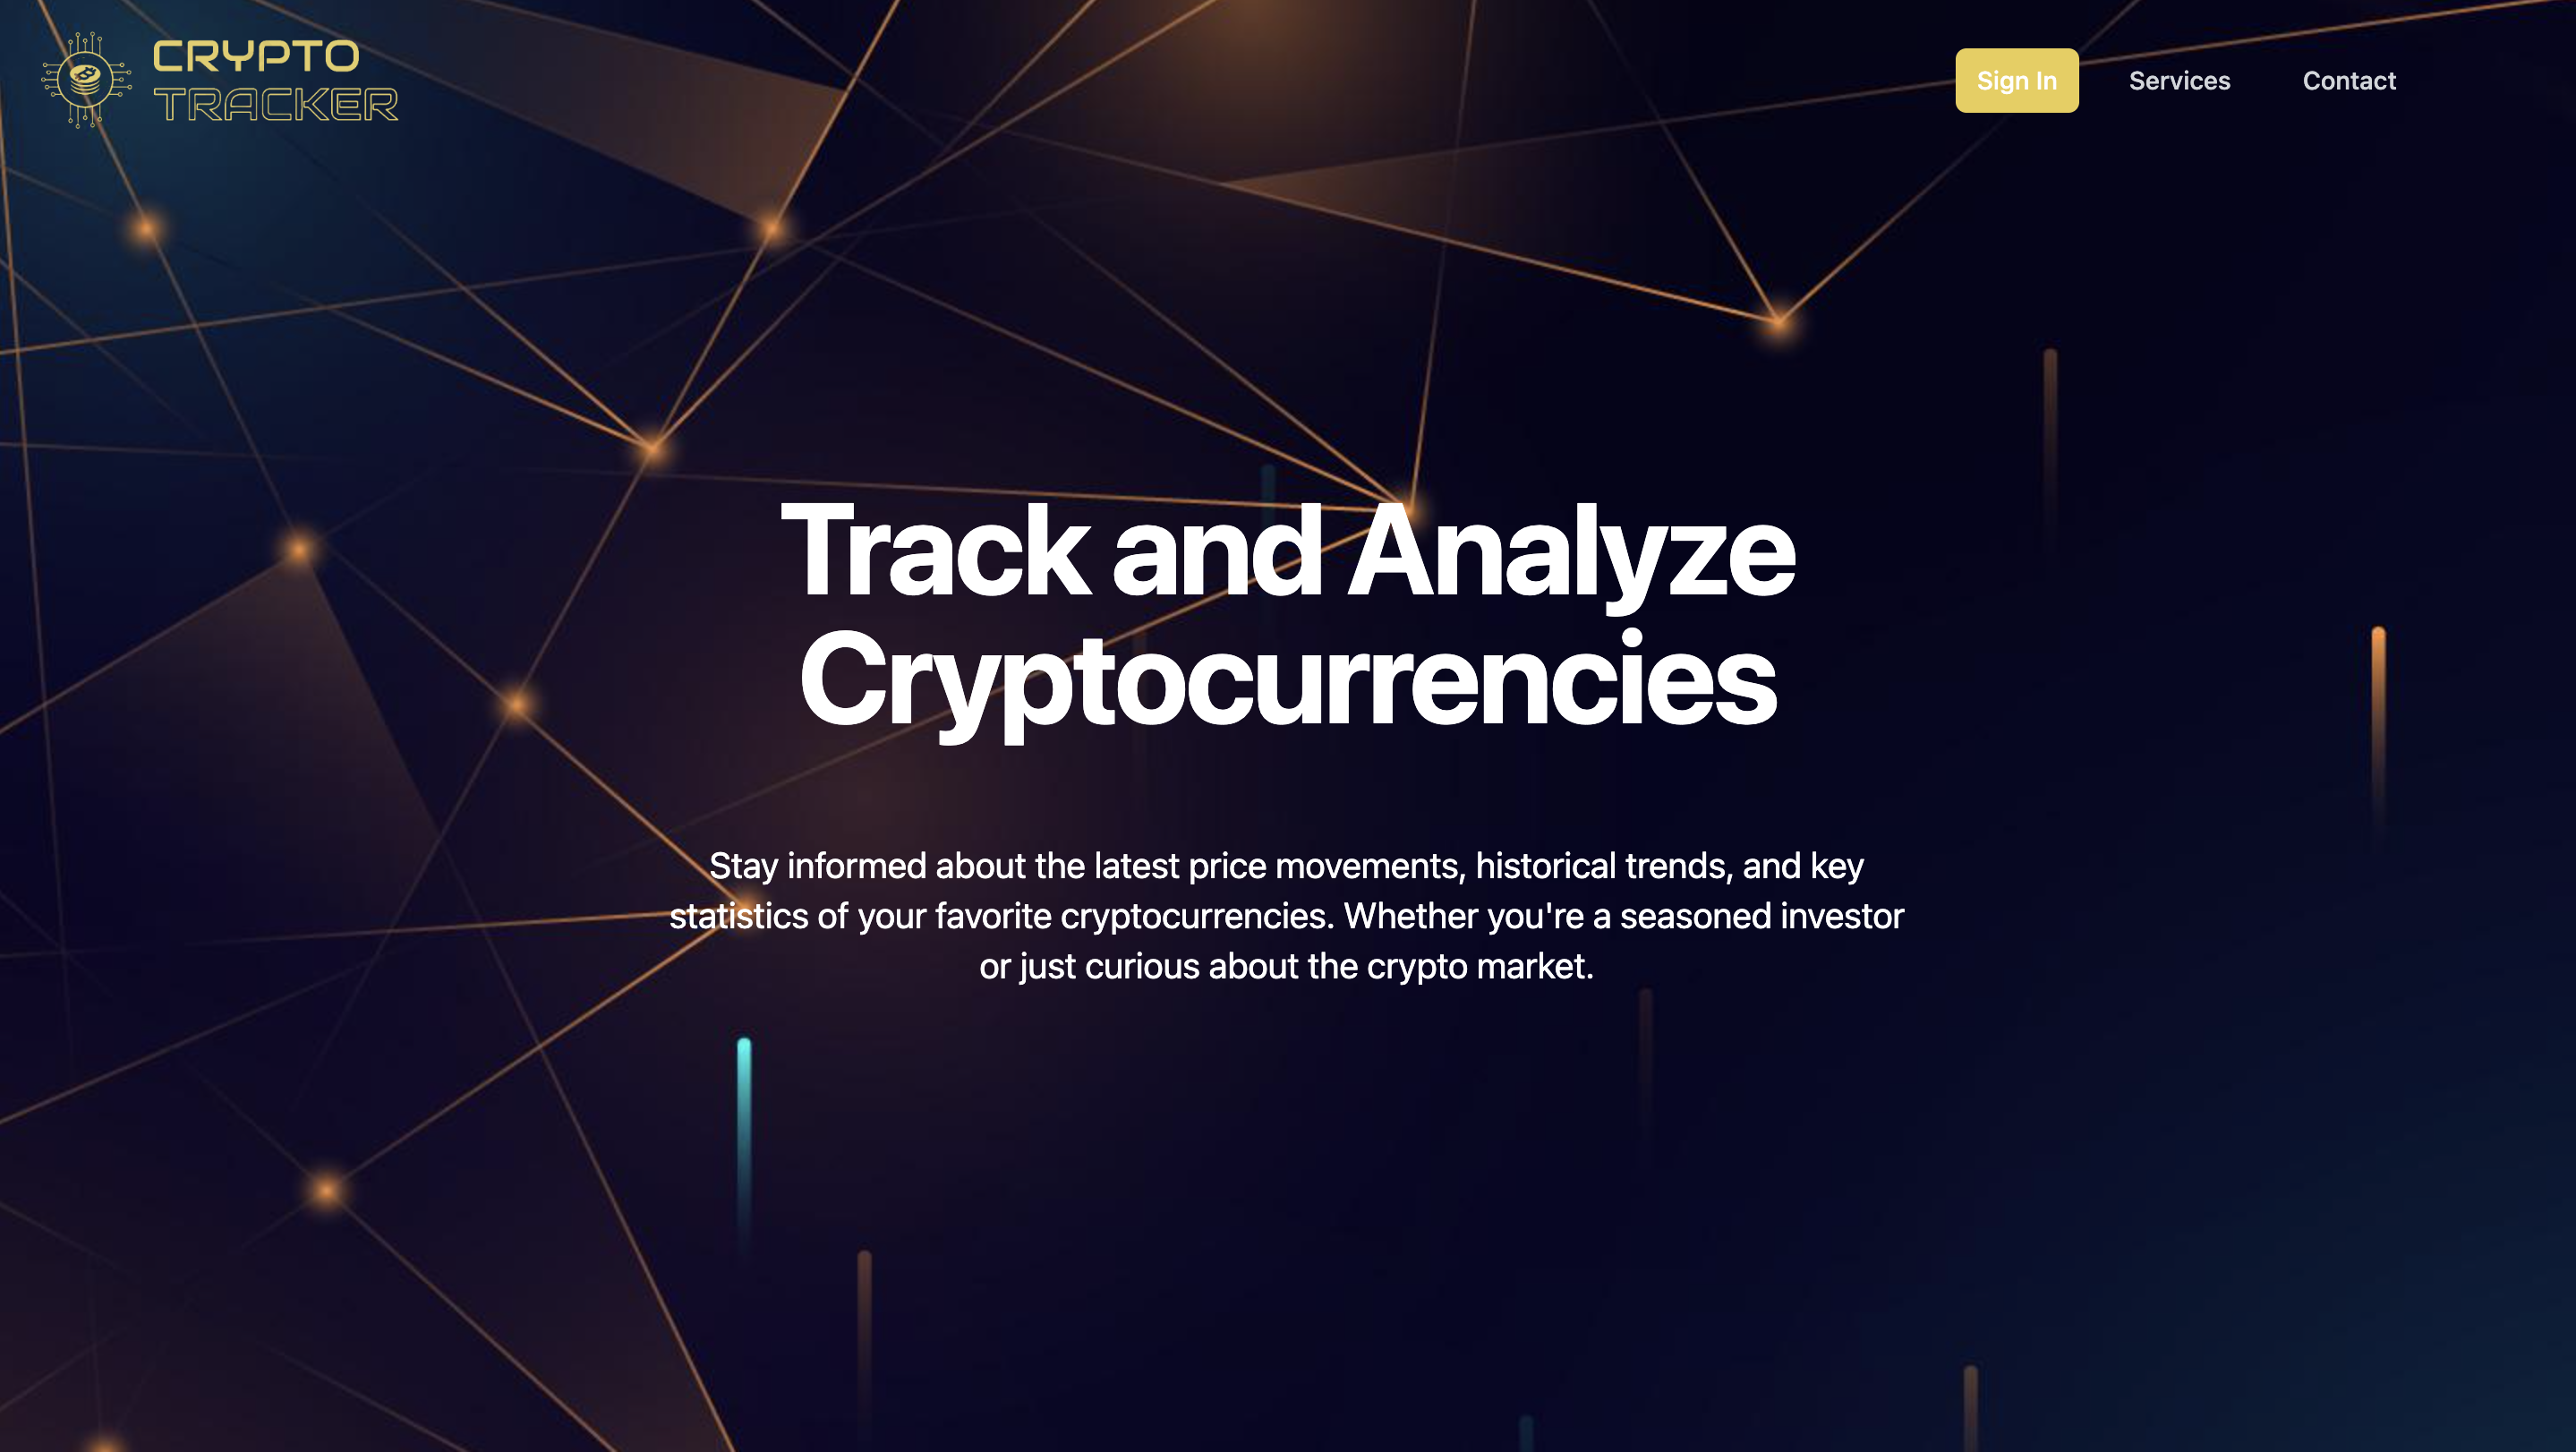 CRYPTO
TRACKER
Sign In
Services
Contact
Track and Analyze
Cryptocurrencies
Stay informed about the latest price movements, historical trends, and key
statistics of your favorite cryptocurrencies. Whether you're a seasoned investor
or just curious about the crypto market.